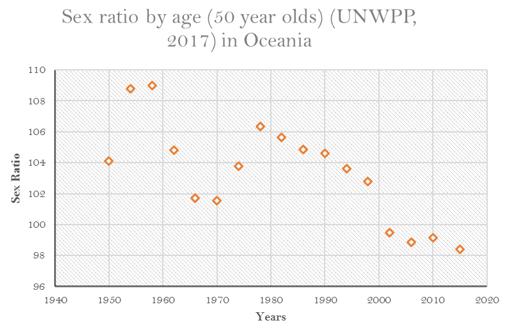 Sex ratio by age (50 year olds) (UNWPP,
2017) in Oceania
110
108
106
104
102
100
98
96
Sex Ratio
1940 1950 1960 1970 1980 1990 2000 2010 2020
Years